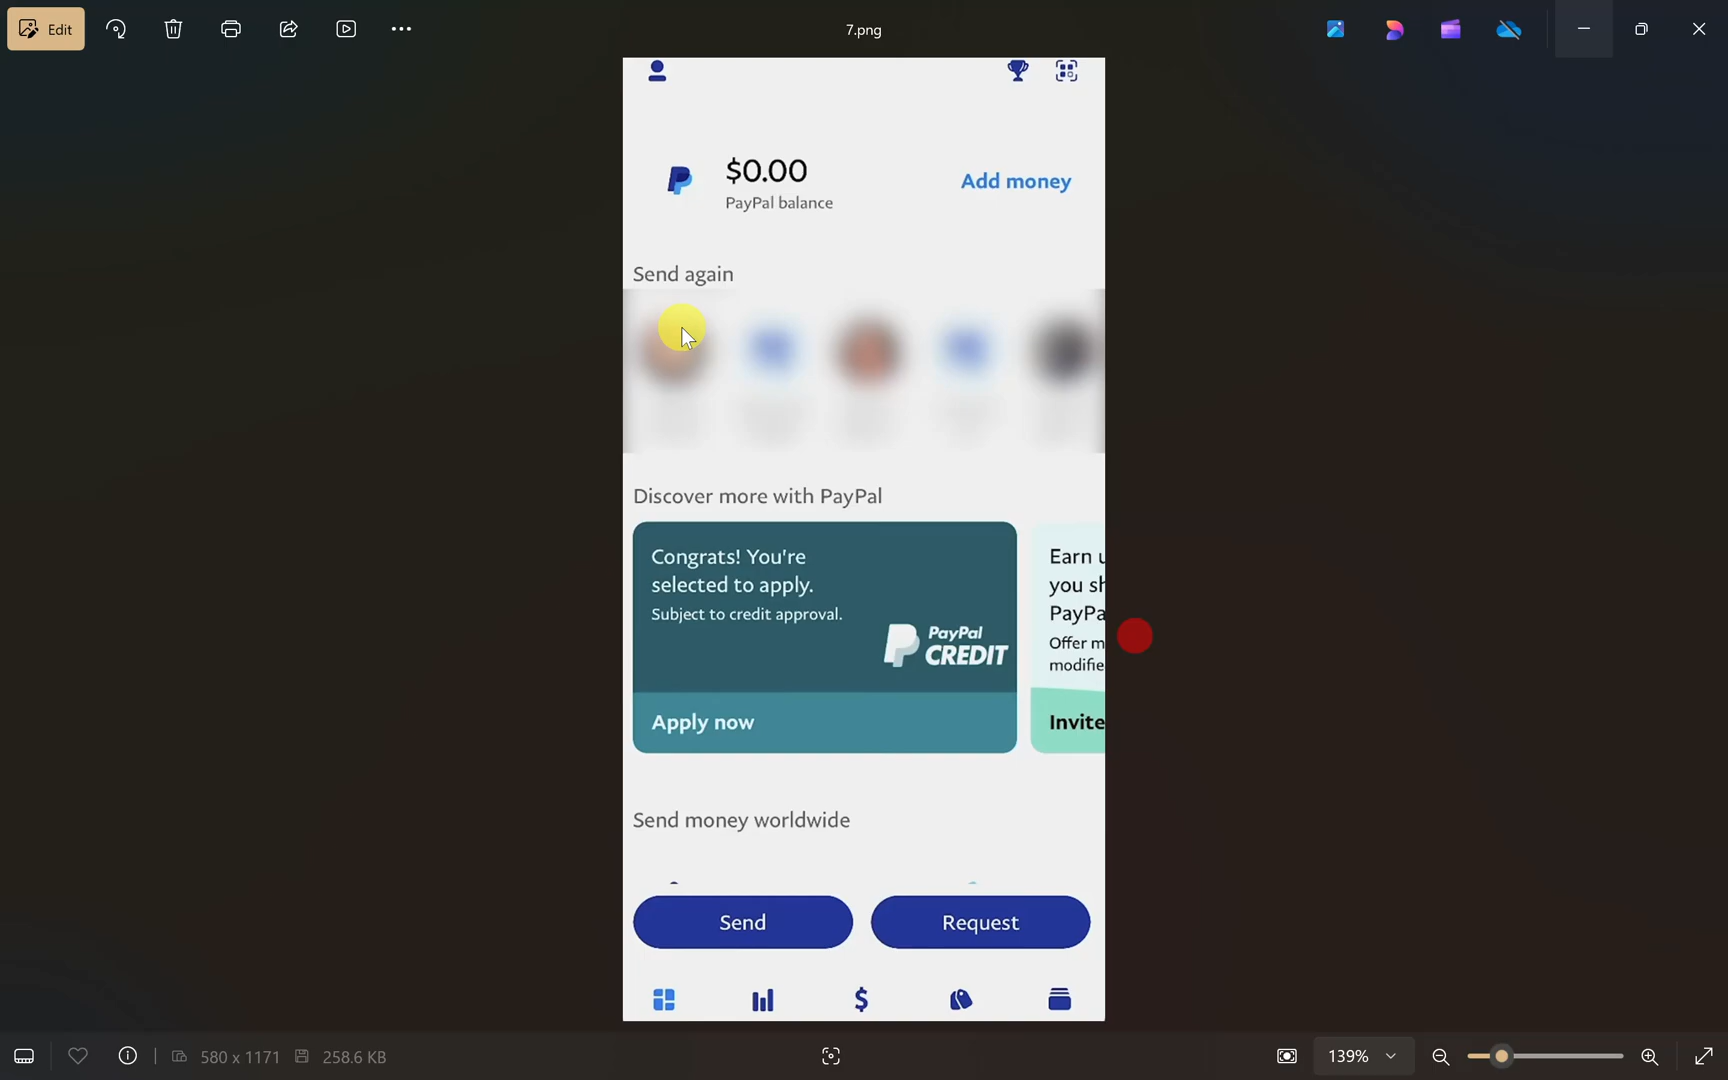 Edit
7.png
$0.00
PayPal balance
Add money
Send again
Discover more with PayPal
Congrats! You're
selected to apply.
Subject to credit approval.
PayPal
CREDIT
Apply now
Earn u
you sh
PayPa
Offer m
modifie
Invite
Send money worldwide
Send
Request
580 x 1171
258.6 KB
139%